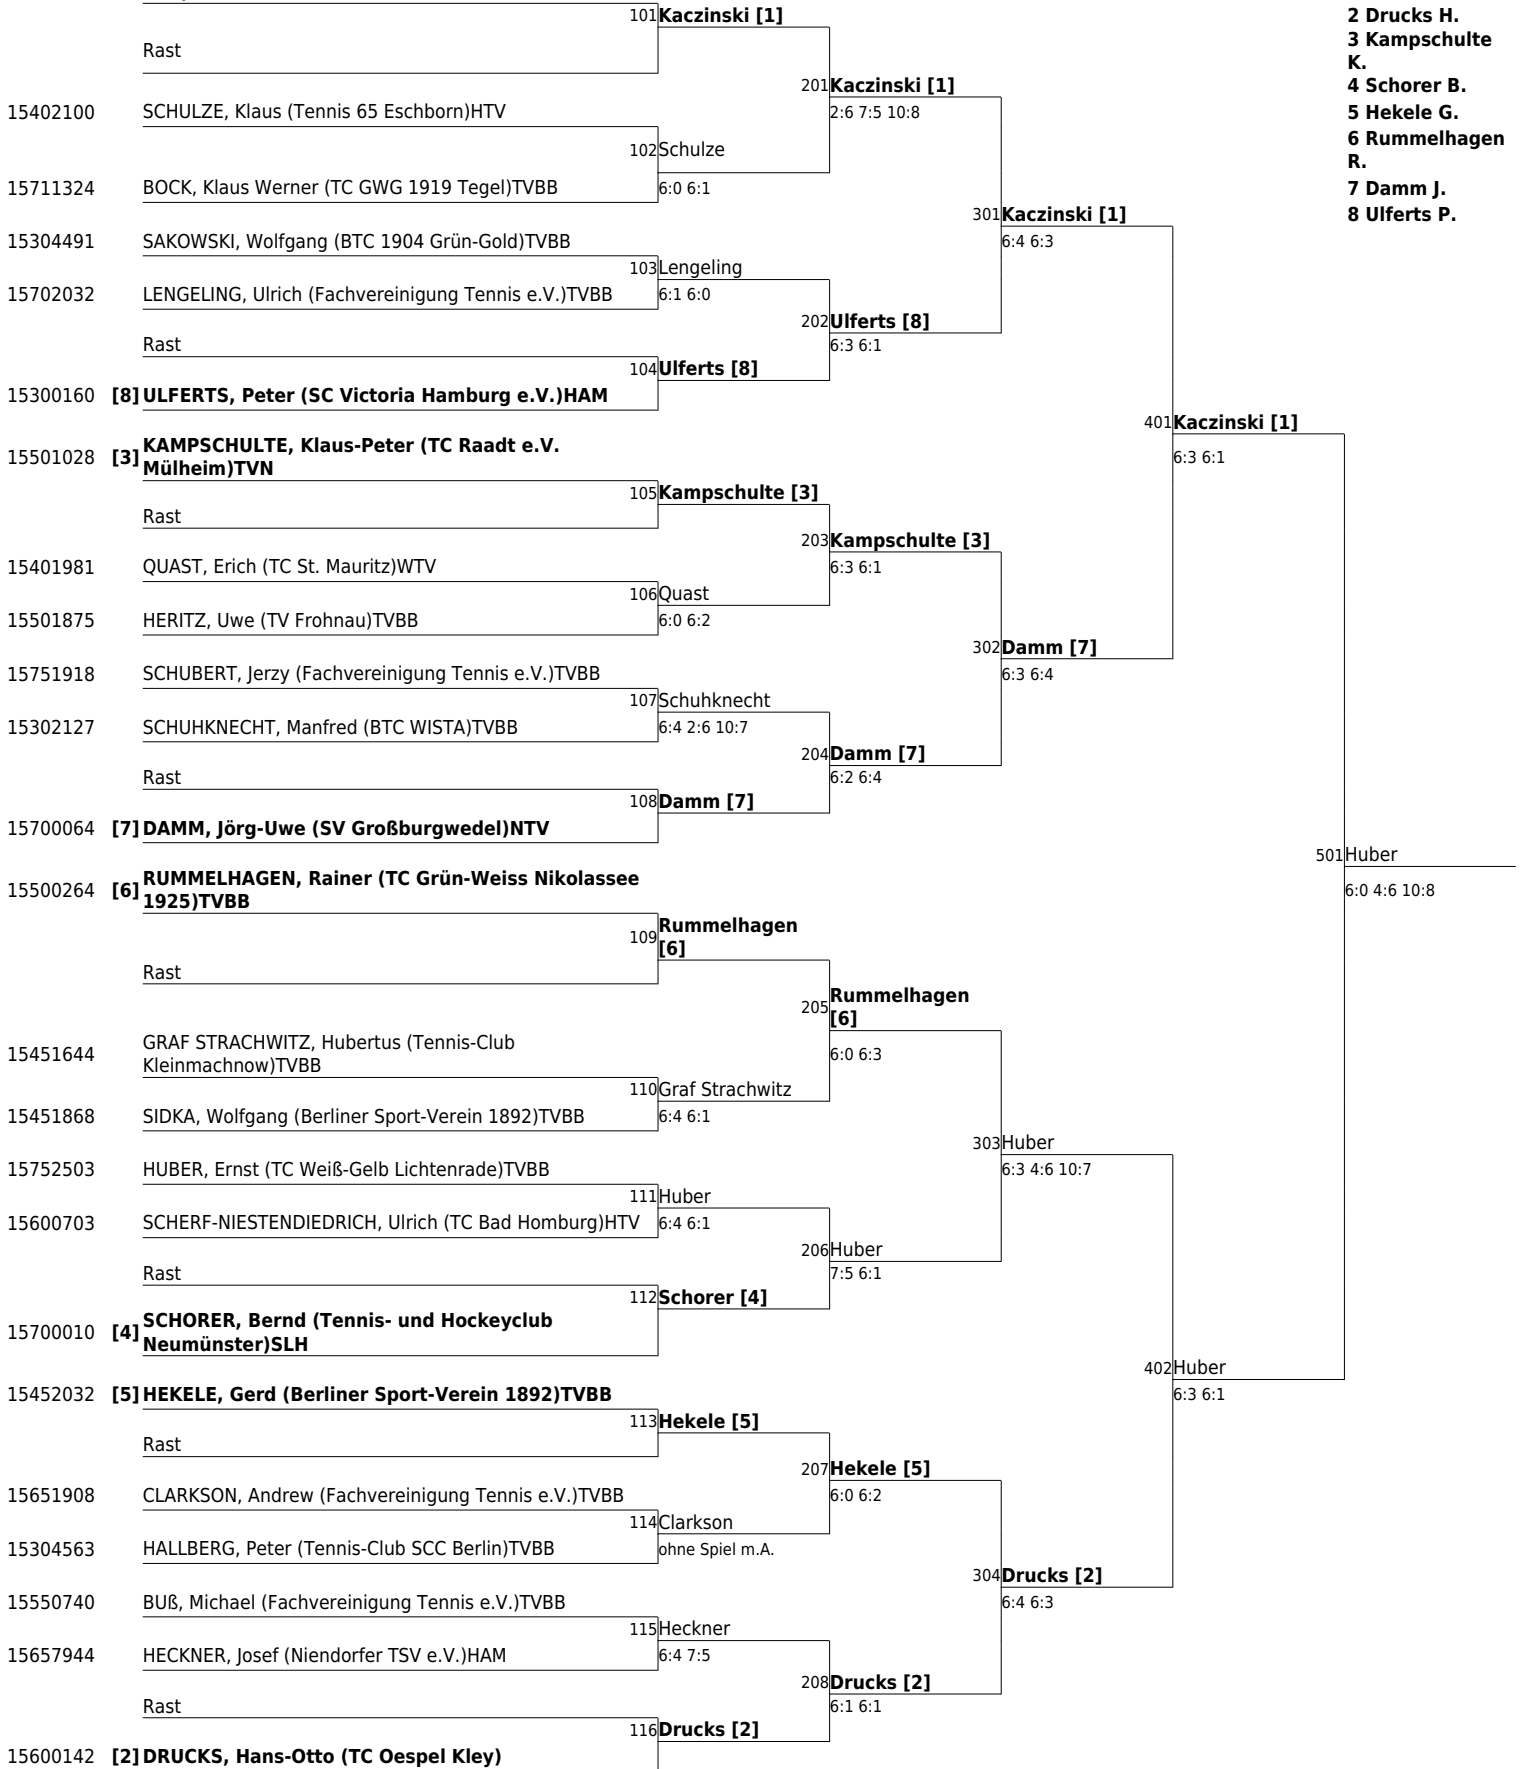 101 Kaczinski [1]
2 Drucks H.
3 Kampschulte
K.
4 Schorer B.
5 Hekele G.
6 Rummelhagen
R.
7 Damm J.
8 Ulferts P.
Rast
201 Kaczinski [1]
15402100 SCHULZE, Klaus (Tennis 65 Eschborn)HTV
2:6 7:5 10:8
102 Schulze
15711324 BOCK, Klaus Werner (TC GWG 1919 Tegel)TVBB
6:0 6:1
301 Kaczinski [1]
15304491 SAKOWSKI, Wolfgang (BTC 1904 Grün-Gold)TVBB
6:4 6:3
103 Lengeling
15702032 LENGELING, Ulrich (Fachvereinigung Tennis e.V.)TVBB
6:1 6:0
202 Ulferts [8]
Rast
6:3 6:1
104 Ulferts [8]
15300160 [8] ULFERTS, Peter (SC Victoria Hamburg e.V.)HAM
401 Kaczinski [1]
15501028 [3] KAMPSCHULTE, Klaus-Peter (TC Raadt e.V.
Mülheim)TVN
6:3 6:1
105 Kampschulte [3]
Rast
203 Kampschulte [3]
15401981 QUAST, Erich (TC St. Mauritz)WTV
6:3 6:1
106 Quast
15501875 HERITZ, Uwe (TV Frohnau)TVBB
6:0 6:2
302 Damm [7]
15751918 SCHUBERT, Jerzy (Fachvereinigung Tennis e.V.)TVBB
6:3 6:4
107 Schuhknecht
15302127 SCHUHKNECHT, Manfred (BTC WISTA)TVBB
6:4 2:6 10:7
204 Damm [7]
Rast
6:2 6:4
108 Damm [7]
15700064 [7] DAMM, Jörg-Uwe (SV Großburgwedel)NTV
501 Huber
15500264 [6] RUMMELHAGEN, Rainer (TC Grün-Weiss Nikolassee
1925)TVBB
6:0 4:6 10:8
109 Rummelhagen
[6]
Rast
205 Rummelhagen
[6]
15451644 GRAF STRACHWITZ, Hubertus (Tennis-Club
Kleinmachnow)TVBB
6:0 6:3
110 Graf Strachwitz
15451868 SIDKA, Wolfgang (Berliner Sport-Verein 1892)TVBB
6:4 6:1
303 Huber
15752503 HUBER, Ernst (TC Weiß-Gelb Lichtenrade)TVBB
6:3 4:6 10:7
111 Huber
15600703 SCHERF-NIESTENDIEDRICH, Ulrich (TC Bad Homburg)HTV
6:4 6:1
206 Huber
Rast
7:5 6:1
112 Schorer [4]
15700010 [4] SCHORER, Bernd (Tennis- und Hockeyclub
Neumünster)SLH
402 Huber
15452032 [5] HEKELE, Gerd (Berliner Sport-Verein 1892)TVBB
6:3 6:1
113 Hekele [5]
Rast
207 Hekele [5]
15651908 CLARKSON, Andrew (Fachvereinigung Tennis e.V.)TVBB
6:0 6:2
114 Clarkson
15304563 HALLBERG, Peter (Tennis-Club SCC Berlin)TVBB
ohne Spiel m.A.
304 Drucks [2]
15550740 BUß, Michael (Fachvereinigung Tennis e.V.)TVBB
6:4 6:3
115 Heckner
15657944 HECKNER, Josef (Niendorfer TSV e.V.)HAM
6:4 7:5
208 Drucks [2]
Rast
6:1 6:1
116 Drucks [2]
15600142 [2] DRUCKS, Hans-Otto (TC Oespel Kley)